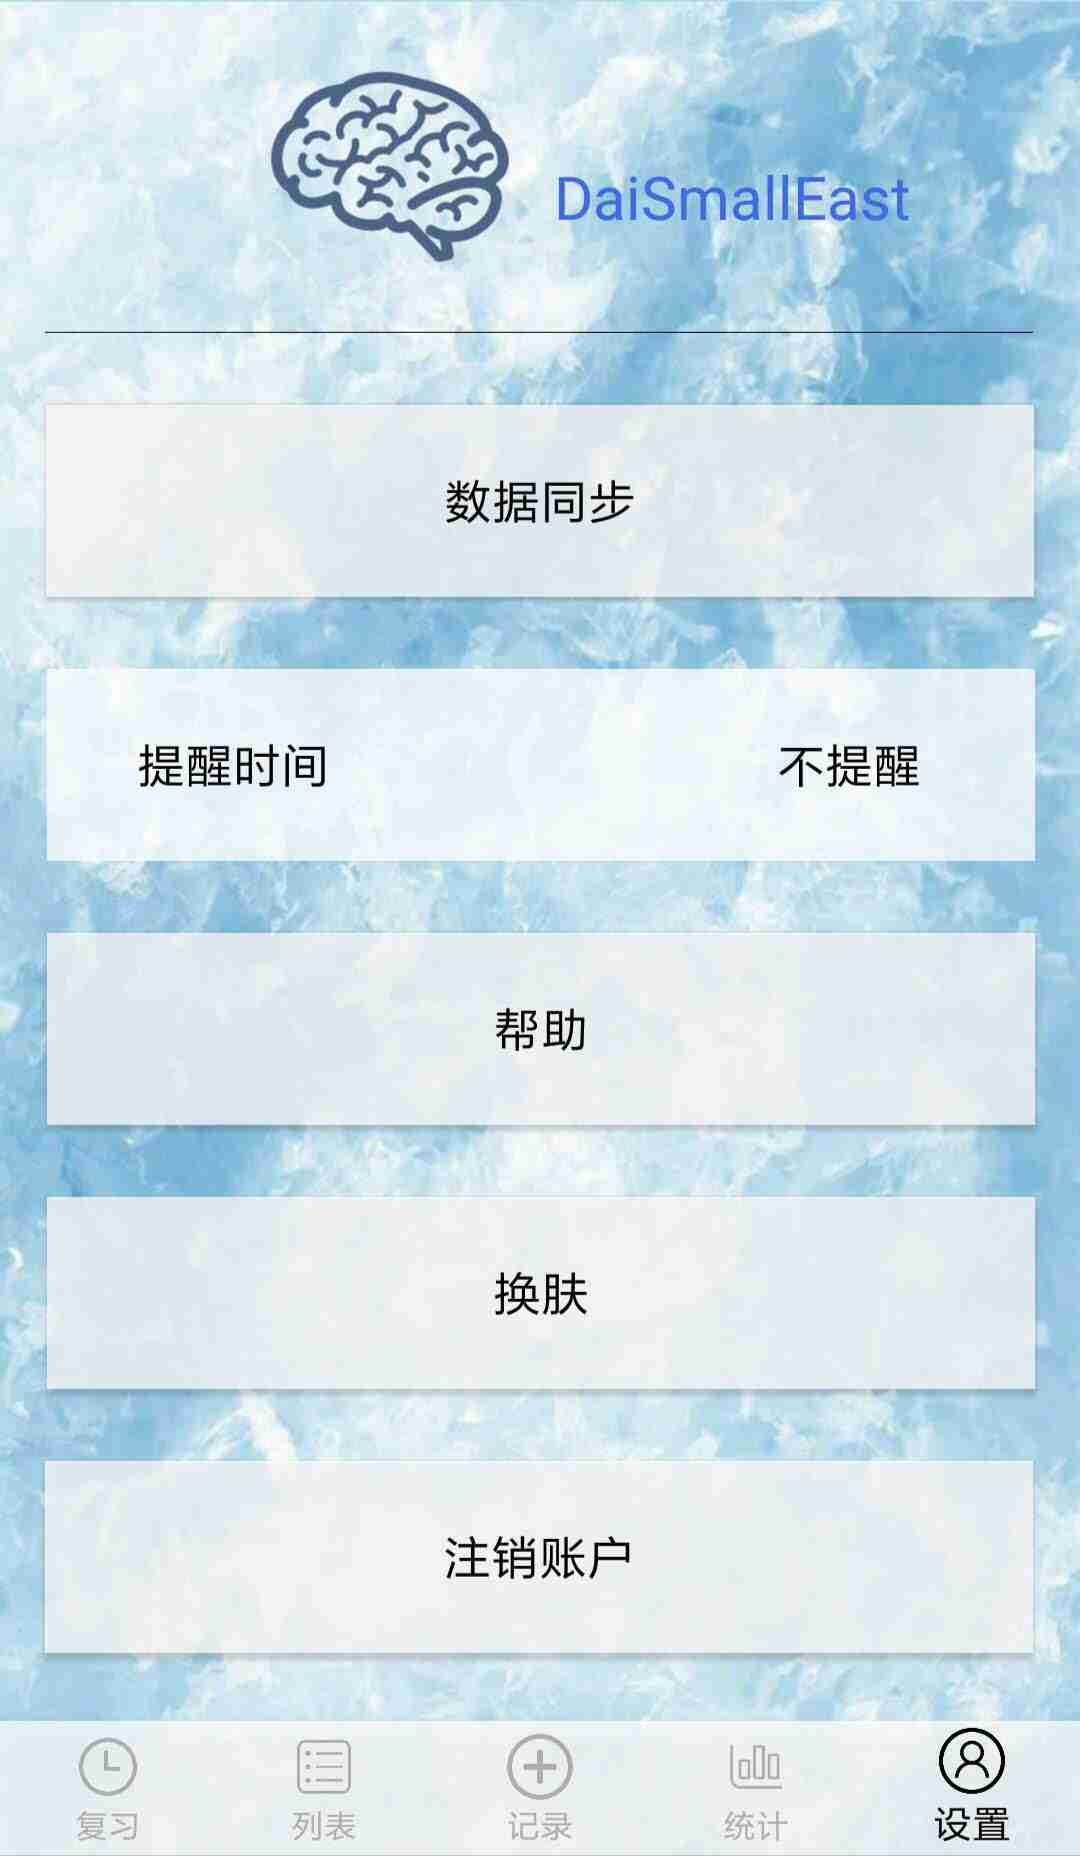 DaiSmallEast
数据同步
提醒时间 不提醒
帮助
换肤
注销账户
复习 列表 记录 统计 设置